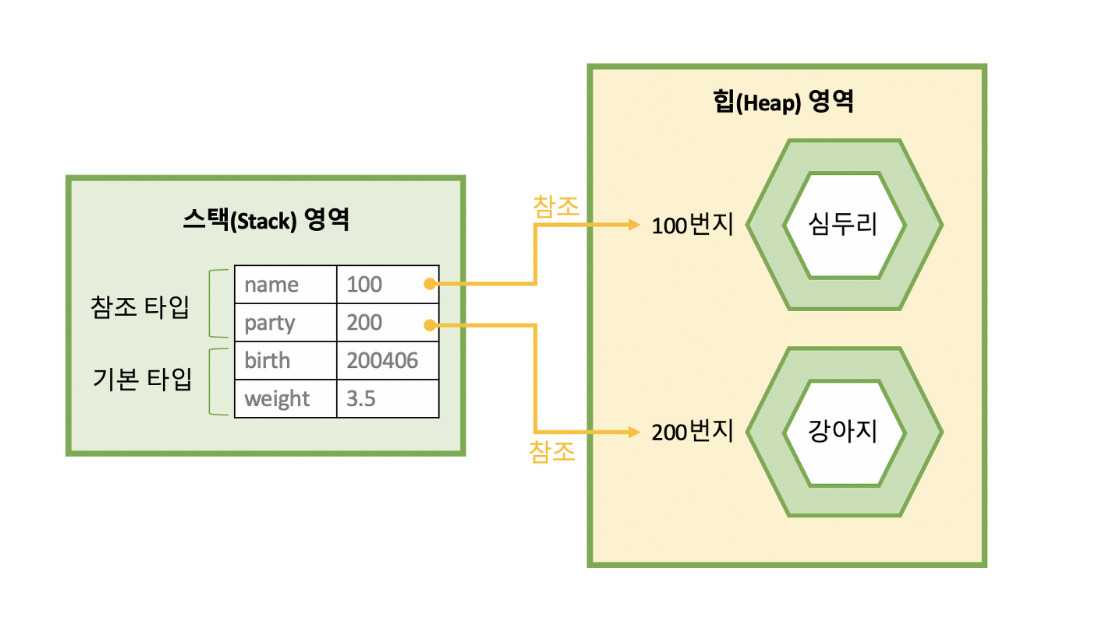 힙(Heap) 영역
스택(Stack) 영역
참조
100번지
심두리
참조 타입
name 100
party 200
기본 타입
birth 200406
weight 3.5
200번지
강아지
참조